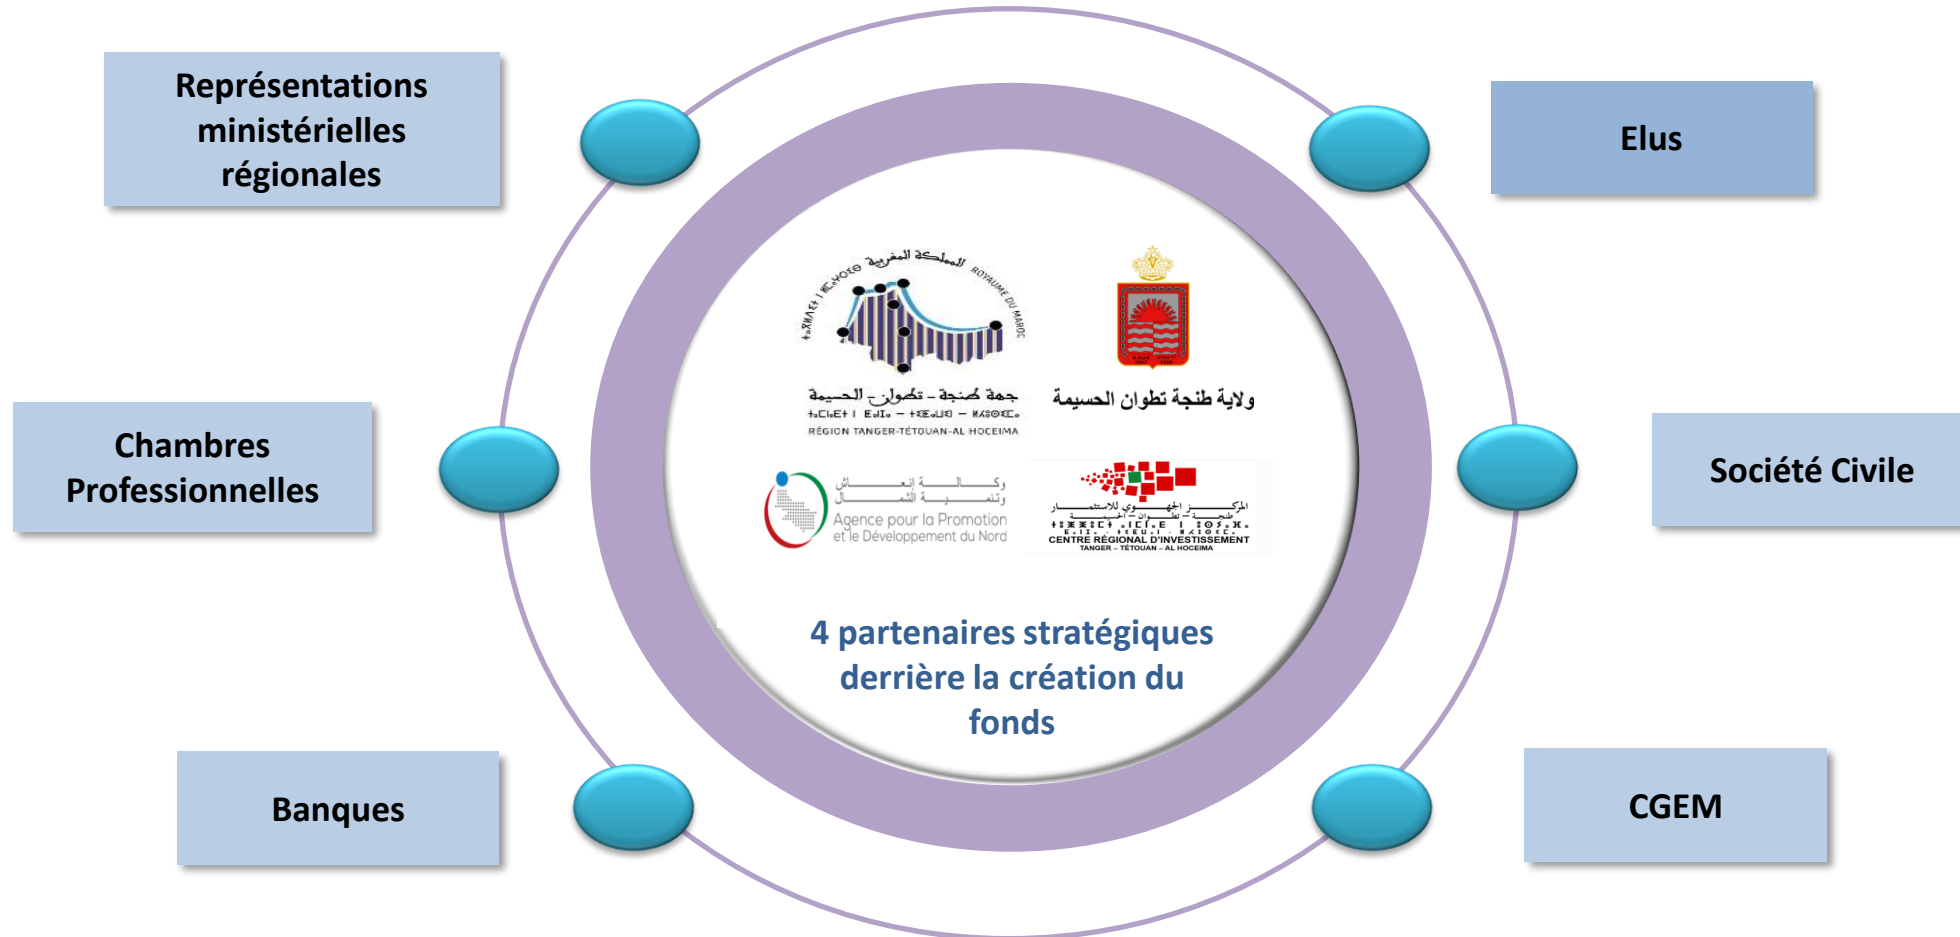 Représentations
ministérielles
régionales
Elus
المملكة المغربية
ROYAUME DU MAROC
جهة طنجة - تطوان - الحسيمة
RÉGION TANGER-TÉTOUAN-AL HOCEIMA
ولاية طنجة تطوان الحسيمة
Chambres
Professionnelles
Société Civile
وكالة إنعاش
وتنمية الشمال
Agence pour la Promotion
et le Développement du Nord
المركز الجهوي للاستثمار
طنجة – تطوان – الحسيمة
CENTRE RÉGIONAL D'INVESTISSEMENT
TANGER – TÉTOUAN – AL HOCEIMA
4 partenaires stratégiques
derrière la création du
fonds
Banques
CGEM